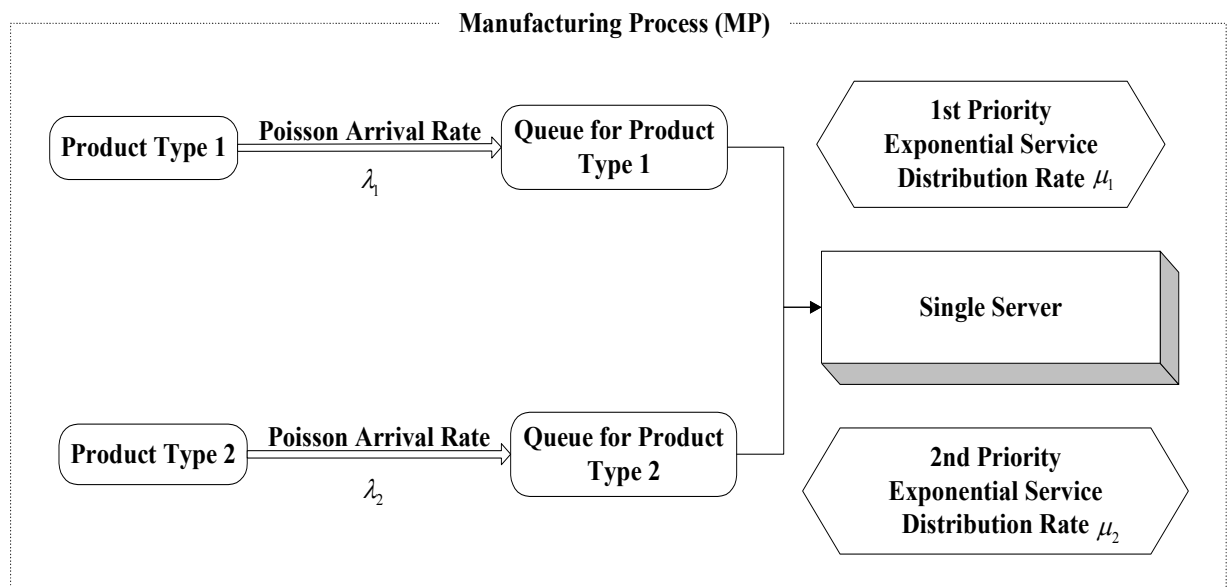 Manufacturing Process (MP)
Product Type 1
Poisson Arrival Rate
λ₁
Queue for Product
Type 1
1st Priority
Exponential Service
Distribution Rate μ₁
Single Server
Product Type 2
Poisson Arrival Rate
λ₂
Queue for Product
Type 2
2nd Priority
Exponential Service
Distribution Rate μ₂